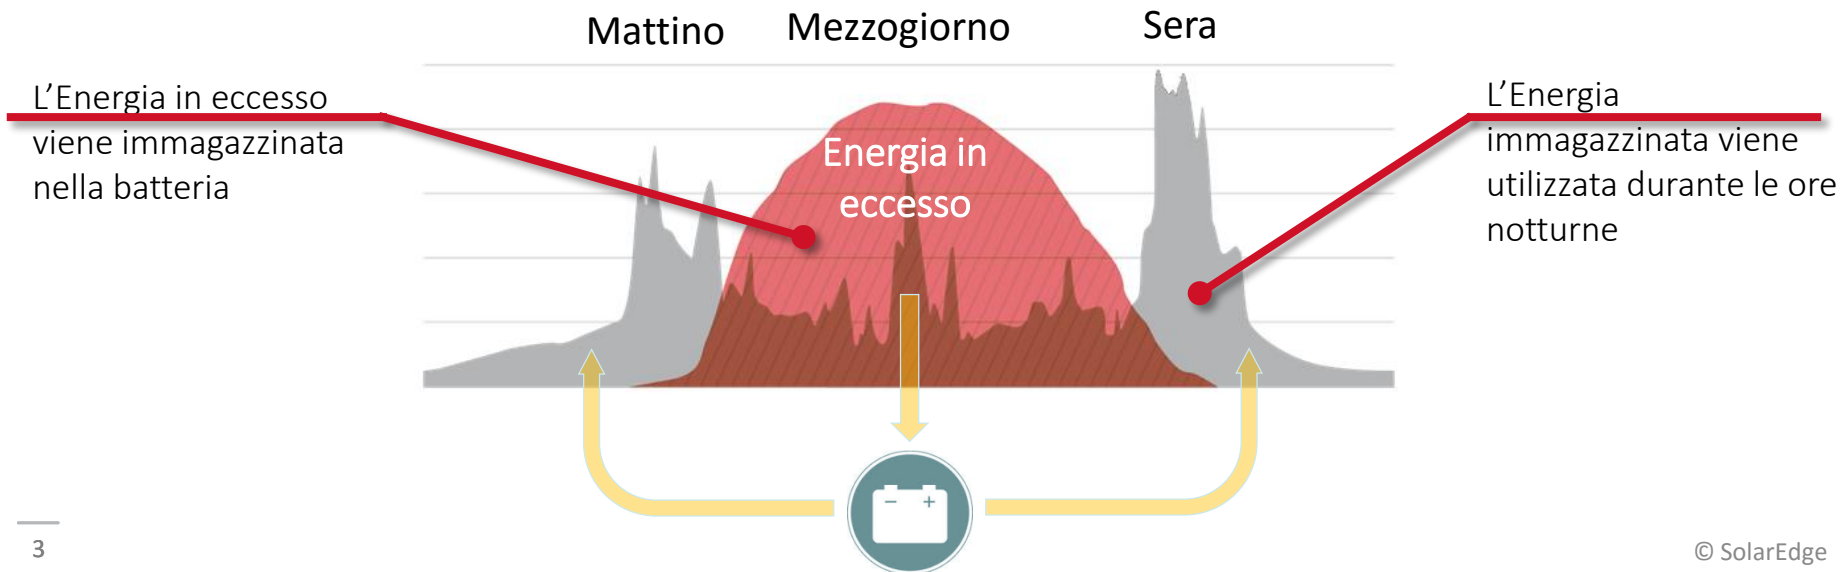 Mattino
Mezzogiorno
Sera
L’Energia in eccesso
viene immagazzinata
nella batteria
Energia in
eccesso
L’Energia
immagazzinata viene
utilizzata durante le ore
notturne
− +
3
© SolarEdge